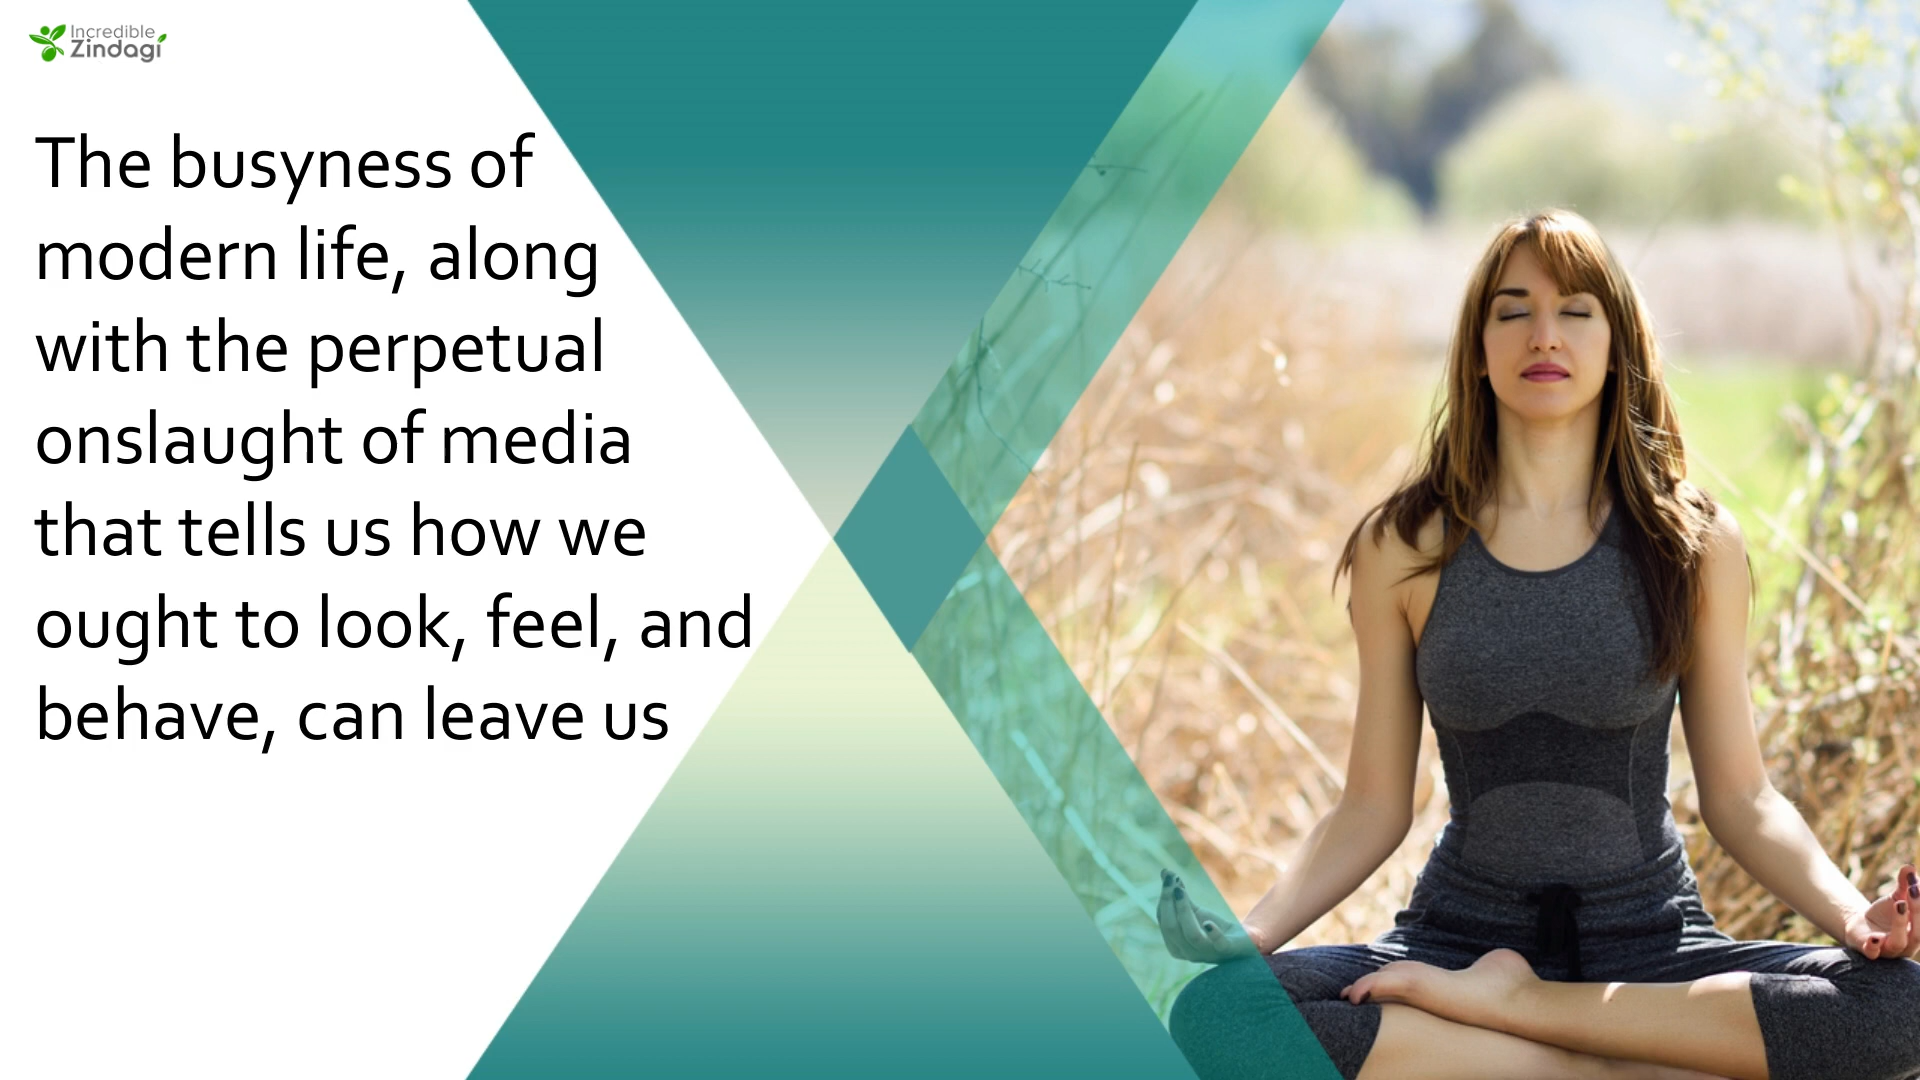 Incredible
Zindagi
The busyness of
modern life, along
with the perpetual
onslaught of media
that tells us how we
ought to look, feel, and
behave, can leave us